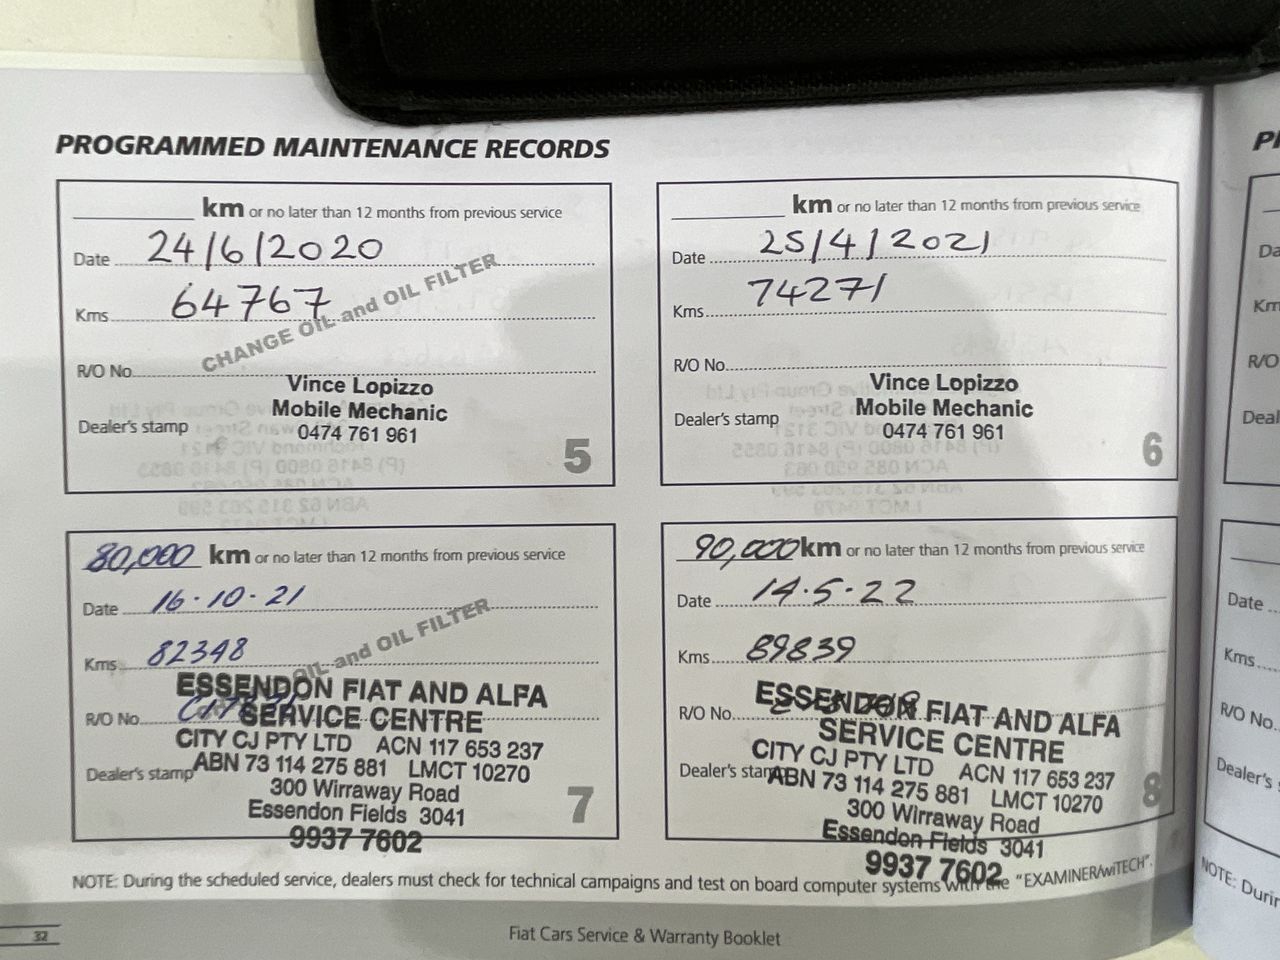 PROGRAMMED MAINTENANCE RECORDS
km or no later than 12 months from previous service
Date 24/6/2020
Kms 64767
CHANGE OIL and OIL FILTER
R/O No.
Vince Lopizzo
Mobile Mechanic
Dealer's stamp 0474 761 961
5
km or no later than 12 months from previous service
Date 25/4/2021
Kms. 74271
R/O No.
Vince Lopizzo
Mobile Mechanic
Dealer's stamp 0474 761 961
6
80,000 km or no later than 12 months from previous service
Date 16.10.21
Kms 82348
OIL and OIL FILTER
ESSENDON FIAT AND ALFA
R/O No. SERVICE CENTRE
CITY CJ PTY LTD ACN 117 653 237
Dealer's stamp ABN 73 114 275 881 LMCT 10270
300 Wirraway Road
Essendon Fields 3041
9937 7602
7
90,000 km or no later than 12 months from previous service
Date 14.5.22
Kms 89839
ESSENDON FIAT AND ALFA
R/O No. SERVICE CENTRE
CITY CJ PTY LTD ACN 117 653 237
Dealer's stamp ABN 73 114 275 881 LMCT 10270
300 Wirraway Road
Essendon Fields 3041
9937 7602
8
NOTE: During the scheduled service, dealers must check for technical campaigns and test on board computer systems with the "EXAMINER/wiTECH".
32
Fiat Cars Service & Warranty Booklet
Date
Kms
R/O No.
Dealer's
NOTE: